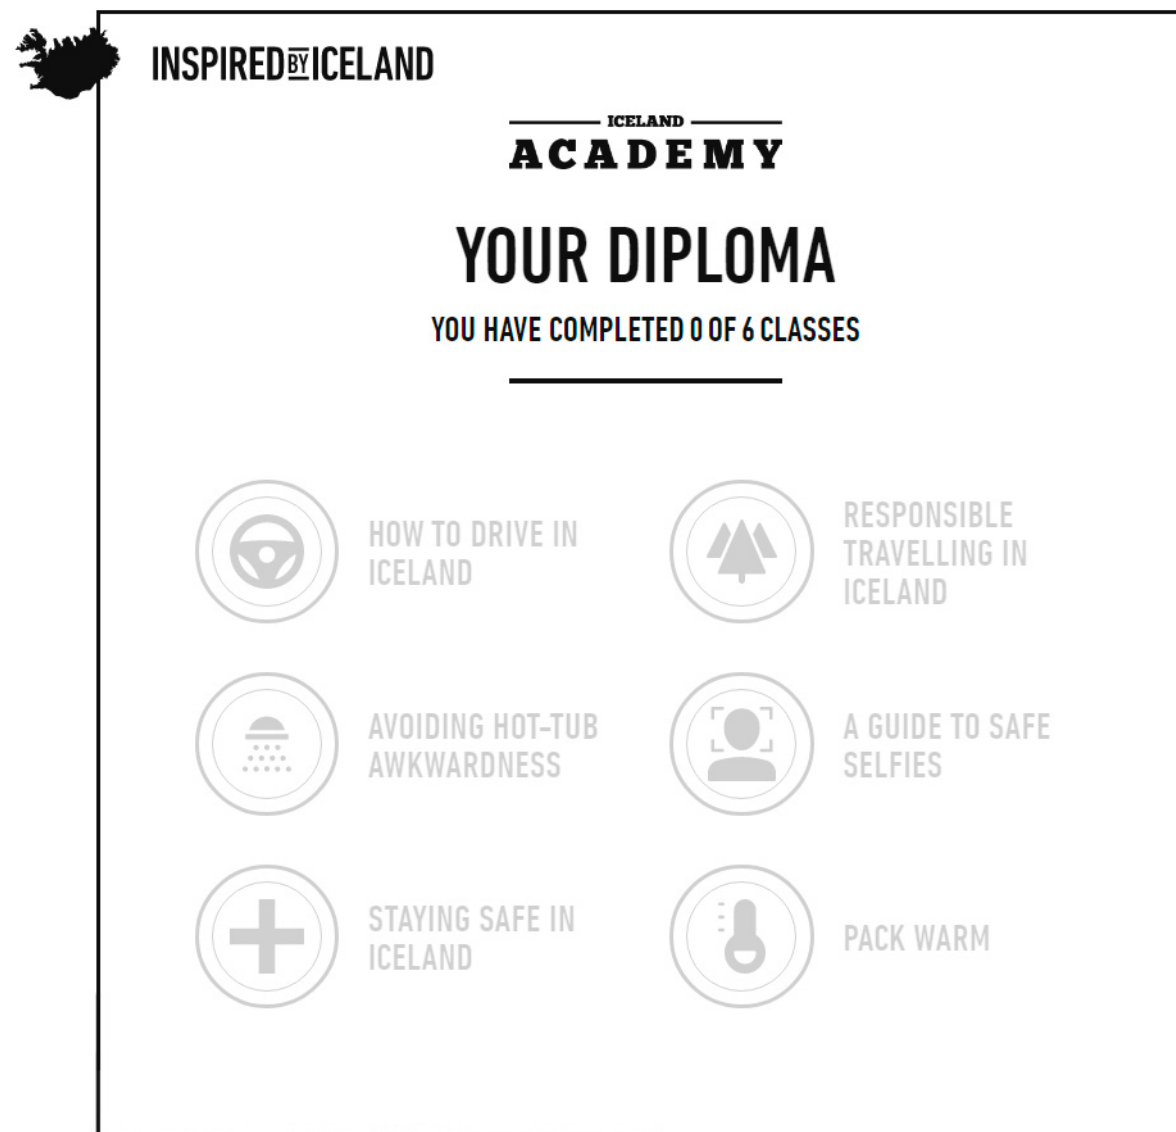 INSPIRED BY ICELAND
ICELAND
ACADEMY
YOUR DIPLOMA
YOU HAVE COMPLETED 0 OF 6 CLASSES
HOW TO DRIVE IN
ICELAND
RESPONSIBLE
TRAVELLING IN
ICELAND
AVOIDING HOT-TUB
AWKWARDNESS
A GUIDE TO SAFE
SELFIES
STAYING SAFE IN
ICELAND
PACK WARM